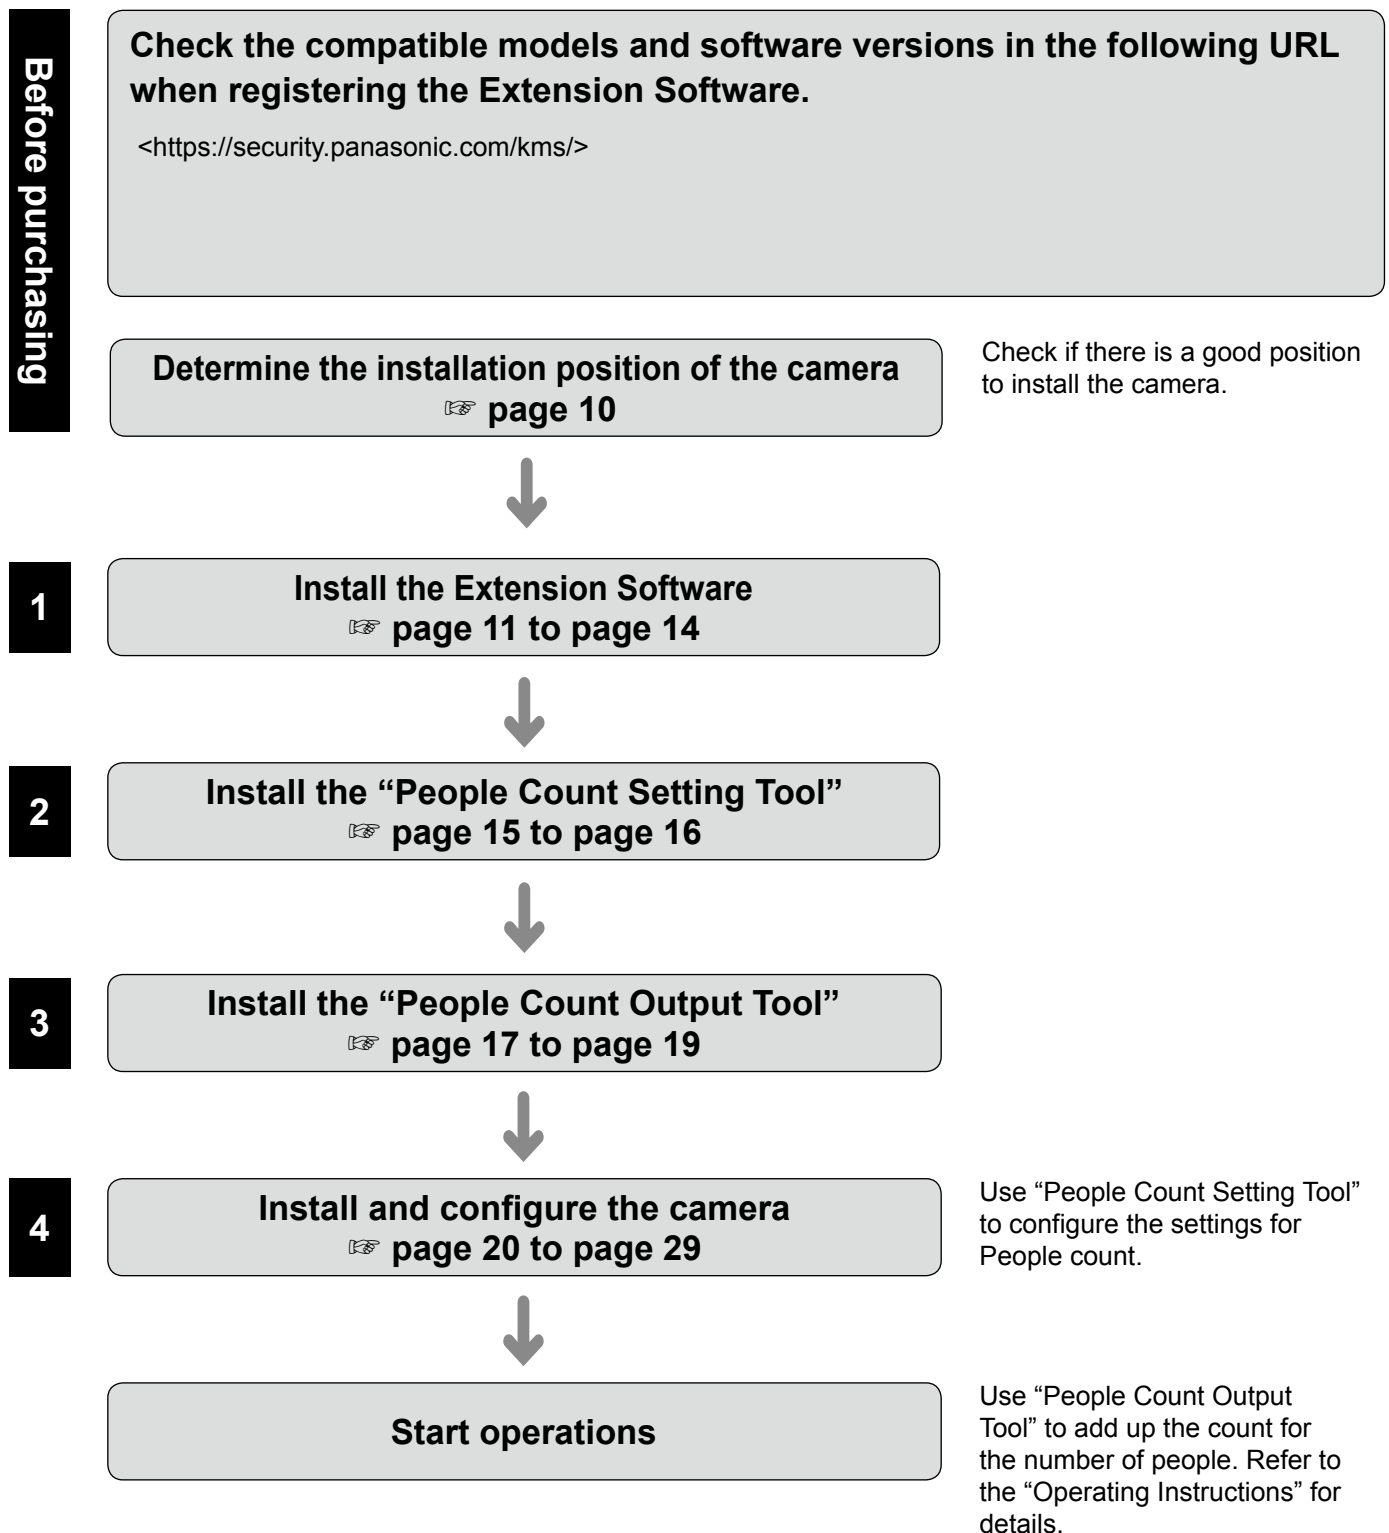 Before purchasing
Check the compatible models and software versions in the following URL
when registering the Extension Software.
<https://security.panasonic.com/kms/>
Determine the installation position of the camera
☞ page 10
Check if there is a good position
to install the camera.
1
Install the Extension Software
☞ page 11 to page 14
2
Install the “People Count Setting Tool”
☞ page 15 to page 16
3
Install the “People Count Output Tool”
☞ page 17 to page 19
4
Install and configure the camera
☞ page 20 to page 29
Use “People Count Setting Tool”
to configure the settings for
People count.
Start operations
Use “People Count Output
Tool” to add up the count for
the number of people. Refer to
the “Operating Instructions” for
details.